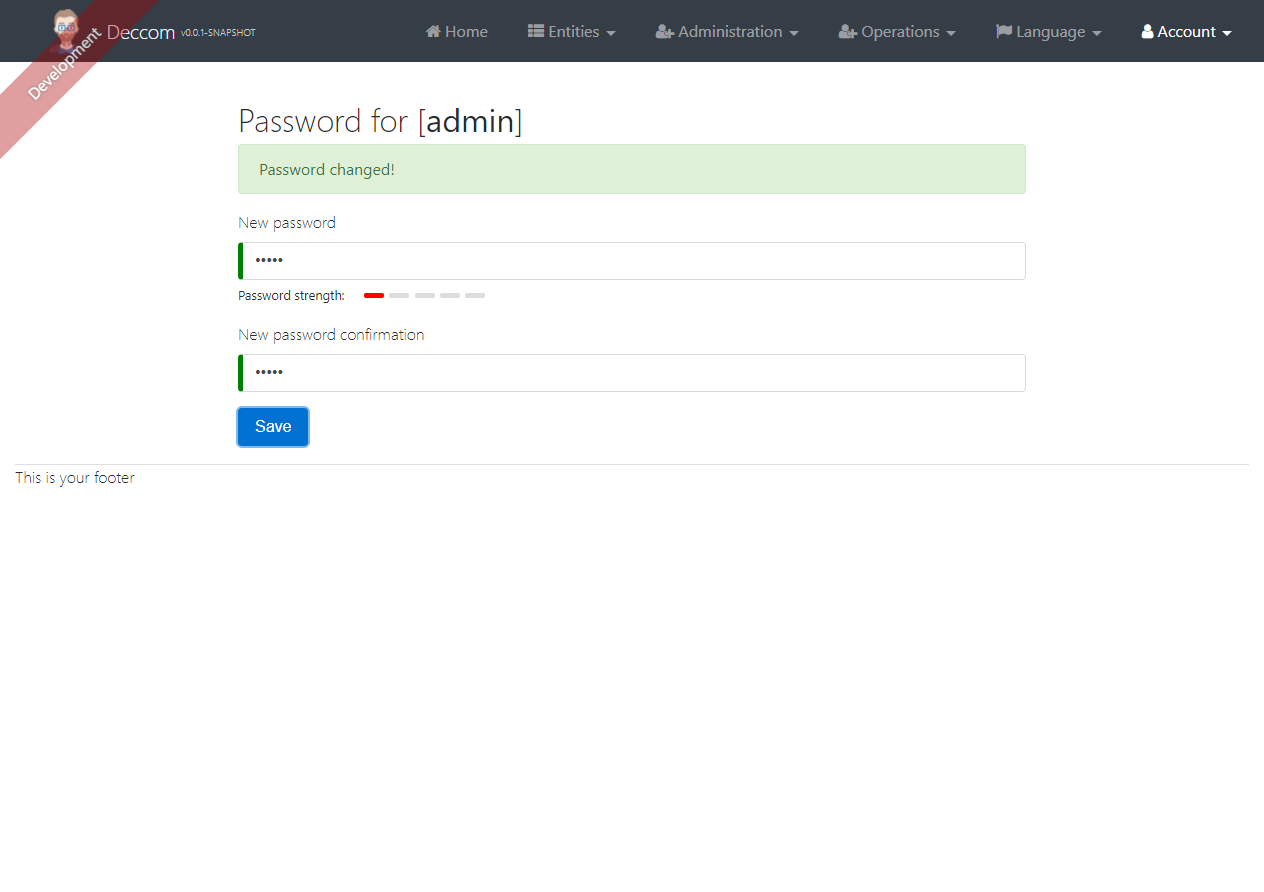 Development
Deccom v0.0.1-SNAPSHOT
Home
Entities
Administration
Operations
Language
Account
Password for [admin]
Password changed!
New password
•••••
Password strength:
New password confirmation
•••••
Save
This is your footer